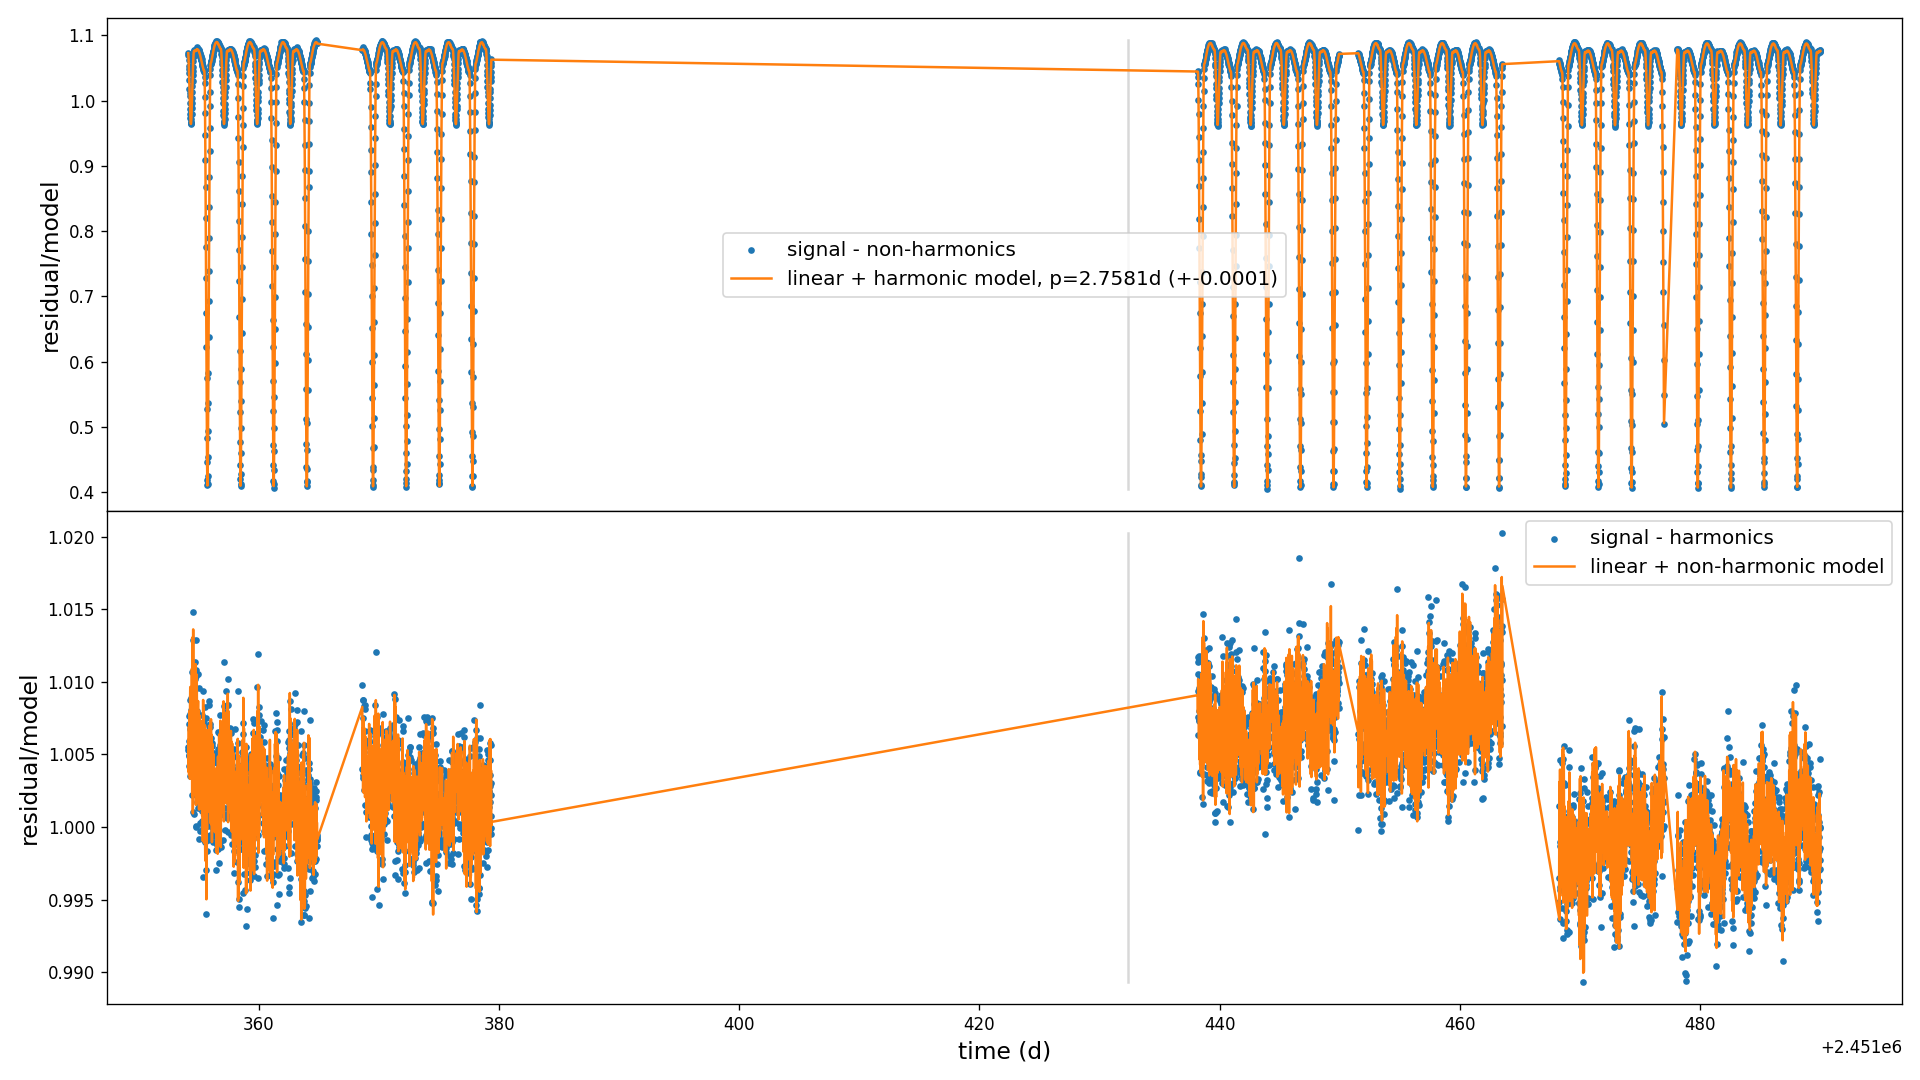 1.1
1.0
0.9
0.8
0.7
0.6
0.5
0.4
residual/model
signal - non-harmonics
linear + harmonic model, p=2.7581d (+-0.0001)
1.020
1.015
1.010
1.005
1.000
0.995
0.990
residual/model
signal - harmonics
linear + non-harmonic model
360 380 400 420 440 460 480
time (d)
+2.451e6